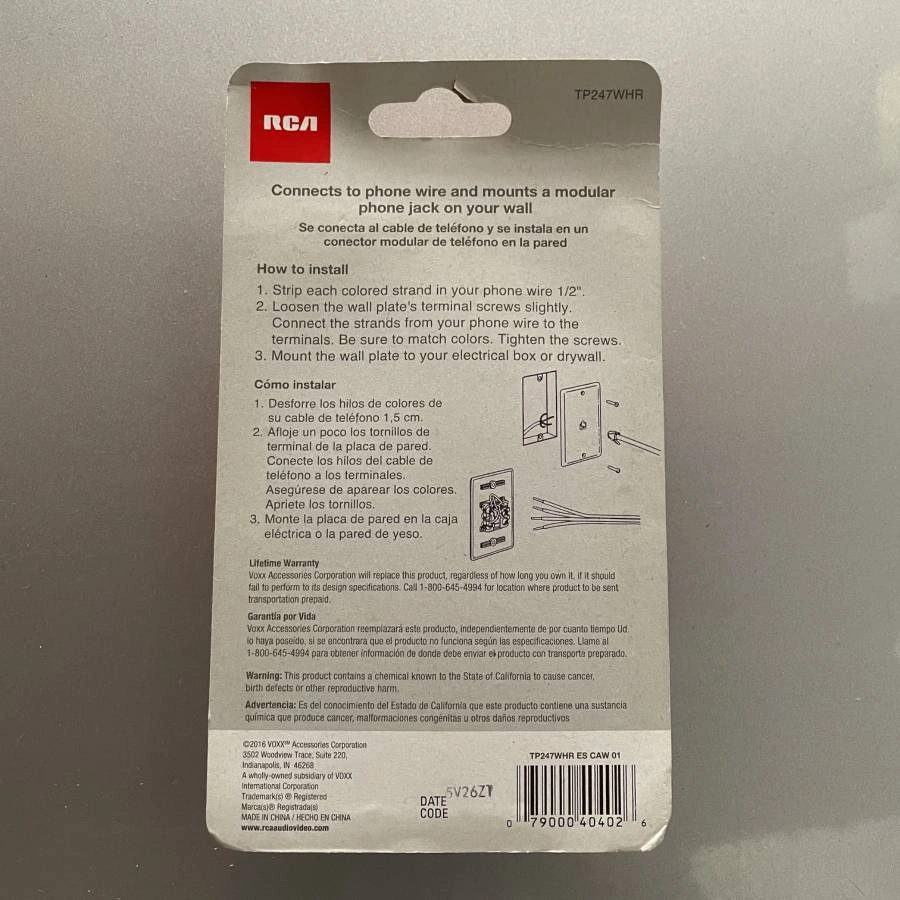 RCA
TP247WHR
Connects to phone wire and mounts a modular
phone jack on your wall
Se conecta al cable de teléfono y se instala en un
conector modular de teléfono en la pared
How to install
1. Strip each colored strand in your phone wire 1/2".
2. Loosen the wall plate's terminal screws slightly.
Connect the strands from your phone wire to the
terminals. Be sure to match colors. Tighten the screws.
3. Mount the wall plate to your electrical box or drywall.
Cómo instalar
1. Desforre los hilos de colores de
su cable de teléfono 1,5 cm.
2. Afloje un poco los tornillos de
terminal de la placa de pared.
Conecte los hilos del cable de
teléfono a los terminales.
Asegúrese de aparear los colores.
Apriete los tornillos.
3. Monte la placa de pared en la caja
eléctrica o la pared de yeso.
Lifetime Warranty
Voxx Accessories Corporation will replace this product, regardless of how long you own it, if it should
fail to perform to its design specifications. Call 1-800-645-4994 for location where product to be sent
transportation prepaid.
Garantía por Vida
Voxx Accessories Corporation reemplazará este producto, independientemente de por cuanto tiempo Ud.
lo haya poseido, si se encontrara que el producto no funciona según las especificaciones. Llame al
1-800-645-4994 para obtener información de donde debe enviar el producto con transporte preparado.
Warning: This product contains a chemical known to the State of California to cause cancer,
birth defects or other reproductive harm.
Advertencia: Es del conocimiento del Estado de California que este producto contiene una sustancia
química que produce cancer, malformaciones congénitas u otros daños reproductivos
©2016 VOXX™ Accessories Corporation
3502 Woodview Trace, Suite 220,
Indianapolis, IN 46268
A wholly-owned subsidiary of VOXX
International Corporation
Trademark(s) ® Registered
Marca(s)® Registrada(s)
MADE IN CHINA / HECHO EN CHINA
www.rcaaudiovideo.com
DATE
CODE
5V26Z1
TP247WHR ES CAW 01
0 79000 40402 6